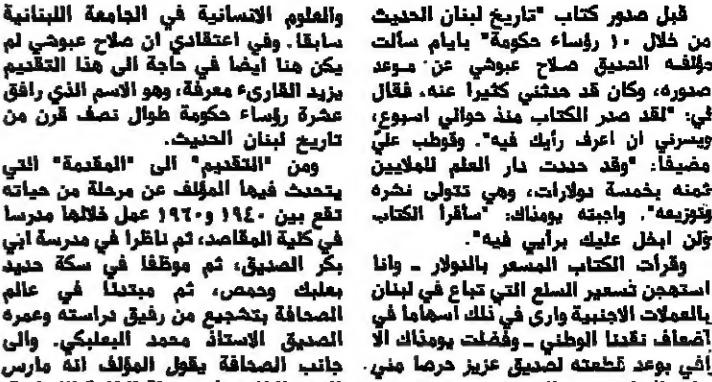 قبل صدور كتاب "تاريخ لبنان الحديث
من خلال ١٠ رؤساء حكومة" بايام سألت
مؤلفه الصديق صلاح عبوشي عن موعد
صدوره، وكان قد حدثني كثيرا عنه. فقال
لي: "لقد صدر الكتاب منذ حوالي اسبوع،
ويسرني ان اعرف رأيك فيه". وقوطب عليّ
مضيفاً: "وقد حددت دار العلم للملايين
ثمنه بخمسة دولارات، وهي تتولى نشره
وتوزيعه". واجبته يومذاك: "سأقرأ الكتاب
ولن ابخل عليك برأيي فيه".
وقرأت الكتاب المسعر بالدولار ـ وانا
استهجن تسعير السلع التي تباع في لبنان
بالعملات الاجنبية وارى في ذلك اسهاما في
اضعاف نقدنا الوطني ـ وفضلت يومذاك الا
أفي بوعد قطعته لصديق عزيز حرصا مني
والعلوم الانسانية في الجامعة اللبنانية
سابقا. وفي اعتقادي ان صلاح عبوشي لم
يكن هنا ايضا في حاجة الى هذا التقديم
يزيد القارىء معرفة، وهو الاسم الذي رافق
عشرة رؤساء حكومة طوال نصف قرن من
تاريخ لبنان الحديث.
ومن "التقديم" الى "المقدمة" التي
يتحدث فيها المؤلف عن مرحلة من حياته
تقع بين ١٩٤٠ و١٩٦٠ عمل خلالها مدرسا
في كلية المقاصد، ثم ناظرا في مدرسة ابي
بكر الصديق، ثم موظفا في سكة حديد
بعلبك وحمص، ثم مبتدئا في عالم
الصحافة بتشجيع من رفيق دراسته وعمره
الصديق الاستاذ محمد البعلبكي. والى
جانب الصحافة يقول المؤلف انه مارس